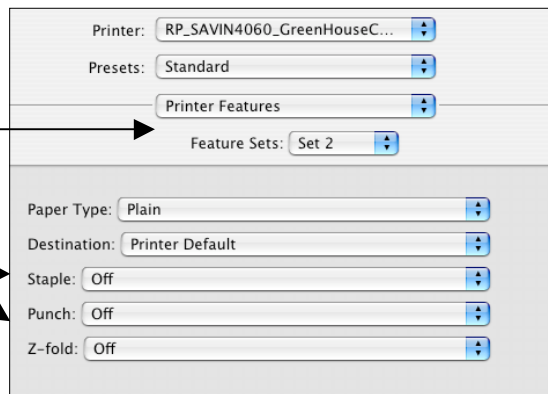 Printer: RP_SAVIN4060_GreenHouseC...
Presets: Standard
Printer Features
Feature Sets: Set 2
Paper Type: Plain
Destination: Printer Default
Staple: Off
Punch: Off
Z-fold: Off